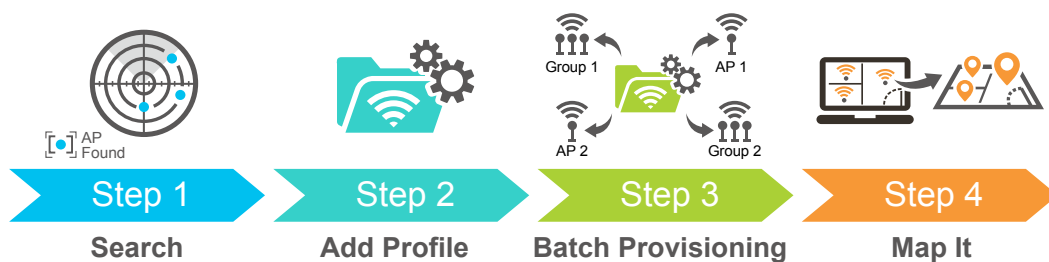 AP
Found
Group 1
AP 1
AP 2
Group 2
Step 1
Step 2
Step 3
Step 4
Search
Add Profile
Batch Provisioning
Map It